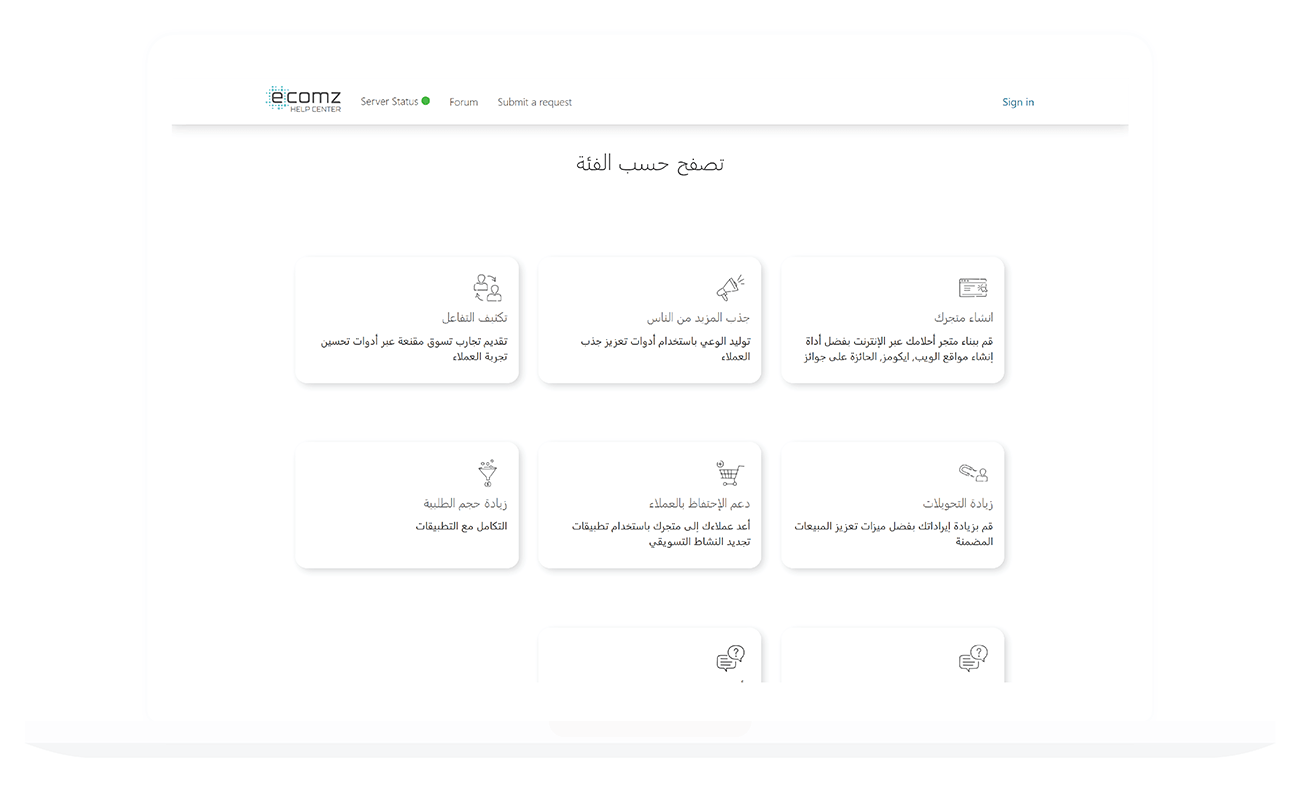 e comz
HELP CENTER
Server Status
Forum
Submit a request
Sign in
تصفح حسب الفئة
انشاء متجرك
قم ببناء متجر أحلامك عبر الإنترنت بفضل أداة
إنشاء مواقع الويب, ايكومز, الحائزة على جوائز
جذب المزيد من الناس
توليد الوعي باستخدام أدوات تعزيز جذب
العملاء
تكثيف التفاعل
تقديم تجارب تسوق مقنعة عبر أدوات تحسين
تجربة العملاء
زيادة التحويلات
قم بزيادة إيراداتك بفضل ميزات تعزيز المبيعات
المضمنة
دعم الإحتفاظ بالعملاء
أعد عملاءك إلى متجرك باستخدام تطبيقات
تجديد النشاط التسويقي
زيادة حجم الطلبية
التكامل مع التطبيقات